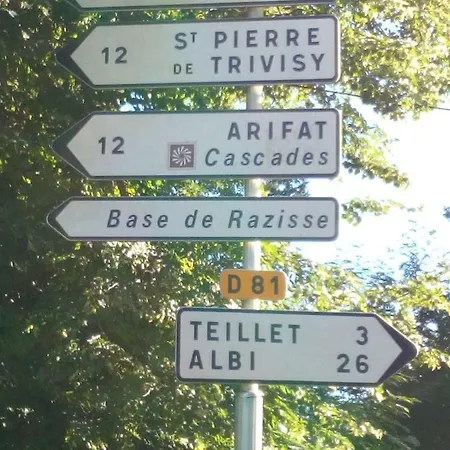 12 ST PIERRE
DE TRIVISY
12 ARIFAT
Cascades
Base de Razisse
D 81
TEILLET 3
ALBI 26